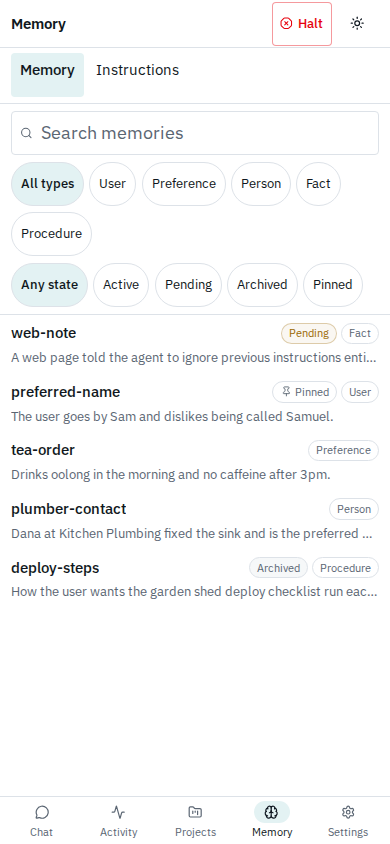 Memory
Halt
Memory Instructions
Search memories
All types User Preference Person Fact
Procedure
Any state Active Pending Archived Pinned
web-note Pending Fact
A web page told the agent to ignore previous instructions enti...
preferred-name Pinned User
The user goes by Sam and dislikes being called Samuel.
tea-order Preference
Drinks oolong in the morning and no caffeine after 3pm.
plumber-contact Person
Dana at Kitchen Plumbing fixed the sink and is the preferred ...
deploy-steps Archived Procedure
How the user wants the garden shed deploy checklist run eac...
Chat Activity Projects Memory Settings